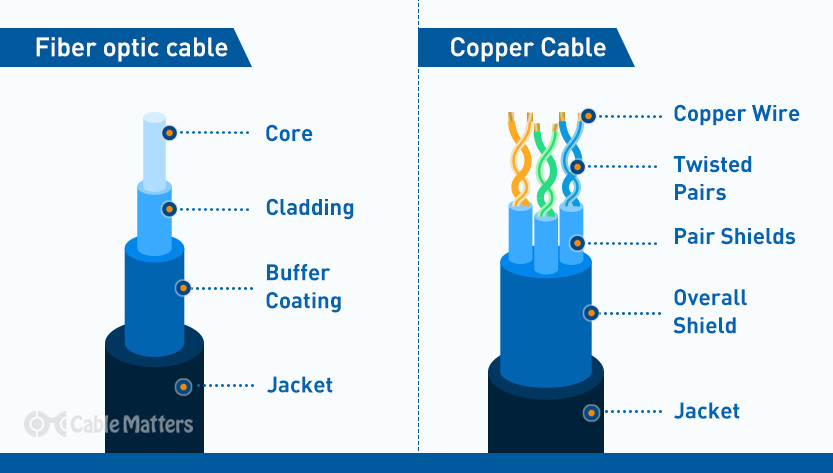 Fiber optic cable
Core
Cladding
Buffer
Coating
Jacket
Cable Matters
Copper Cable
Copper Wire
Twisted
Pairs
Pair Shields
Overall
Shield
Jacket